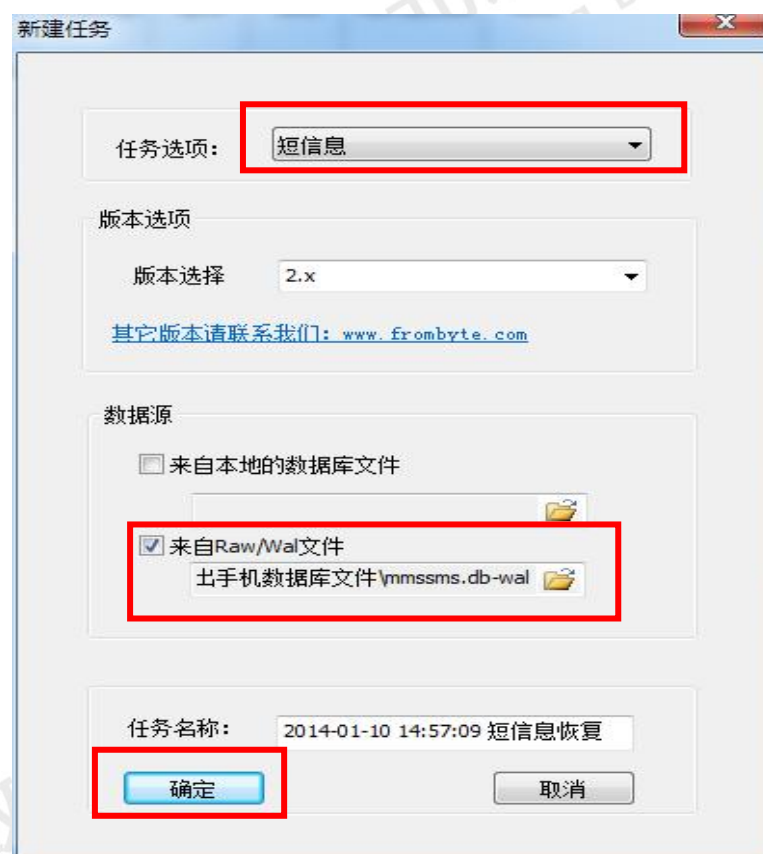 新建任务
任务选项：
短信息
版本选项
版本选择
2.x
其它版本请联系我们：www.frombyte.com
数据源
来自本地的数据库文件
来自Raw/Wal文件
出手机数据库文件\mmssms.db-wal
任务名称：
2014-01-10 14:57:09 短信息恢复
确定
取消